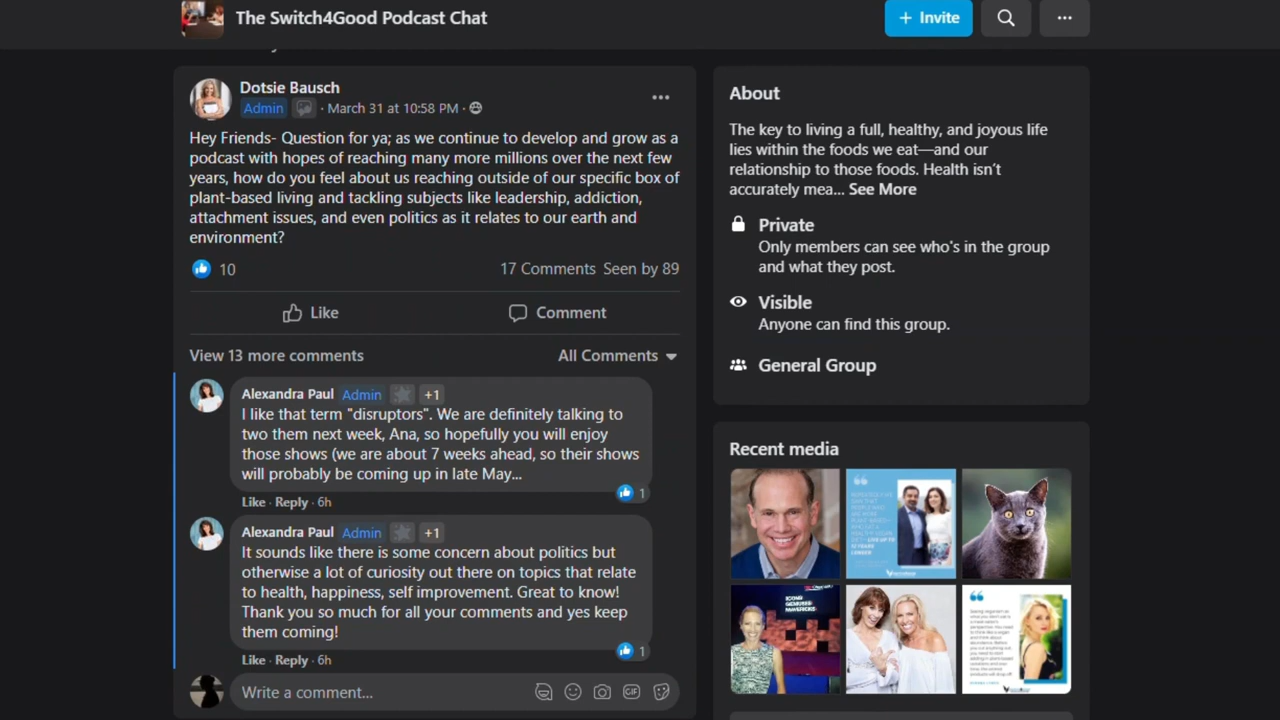 The Switch4Good Podcast Chat
+ Invite
Dotsie Bausch
Admin · March 31 at 10:58 PM ·
Hey Friends- Question for ya; as we continue to develop and grow as a
podcast with hopes of reaching many more millions over the next few
years, how do you feel about us reaching outside of our specific box of
plant-based living and tackling subjects like leadership, addiction,
attachment issues, and even politics as it relates to our earth and
environment?
10
17 Comments Seen by 89
Like
Comment
View 13 more comments
All Comments
Alexandra Paul Admin +1
I like that term "disruptors". We are definitely talking to
two them next week, Ana, so hopefully you will enjoy
those shows (we are about 7 weeks ahead, so their shows
will probably be coming up in late May...
1
Like · Reply · 6h
Alexandra Paul Admin +1
It sounds like there is some concern about politics but
otherwise a lot of curiosity out there on topics that relate
to health, happiness, self improvement. Great to know!
Thank you so much for all your comments and yes keep
them coming!
1
Like · Reply · 6h
Write a comment...
GIF
About
The key to living a full, healthy, and joyous life
lies within the foods we eat—and our
relationship to those foods. Health isn't
accurately mea... See More
Private
Only members can see who's in the group
and what they post.
Visible
Anyone can find this group.
General Group
Recent media